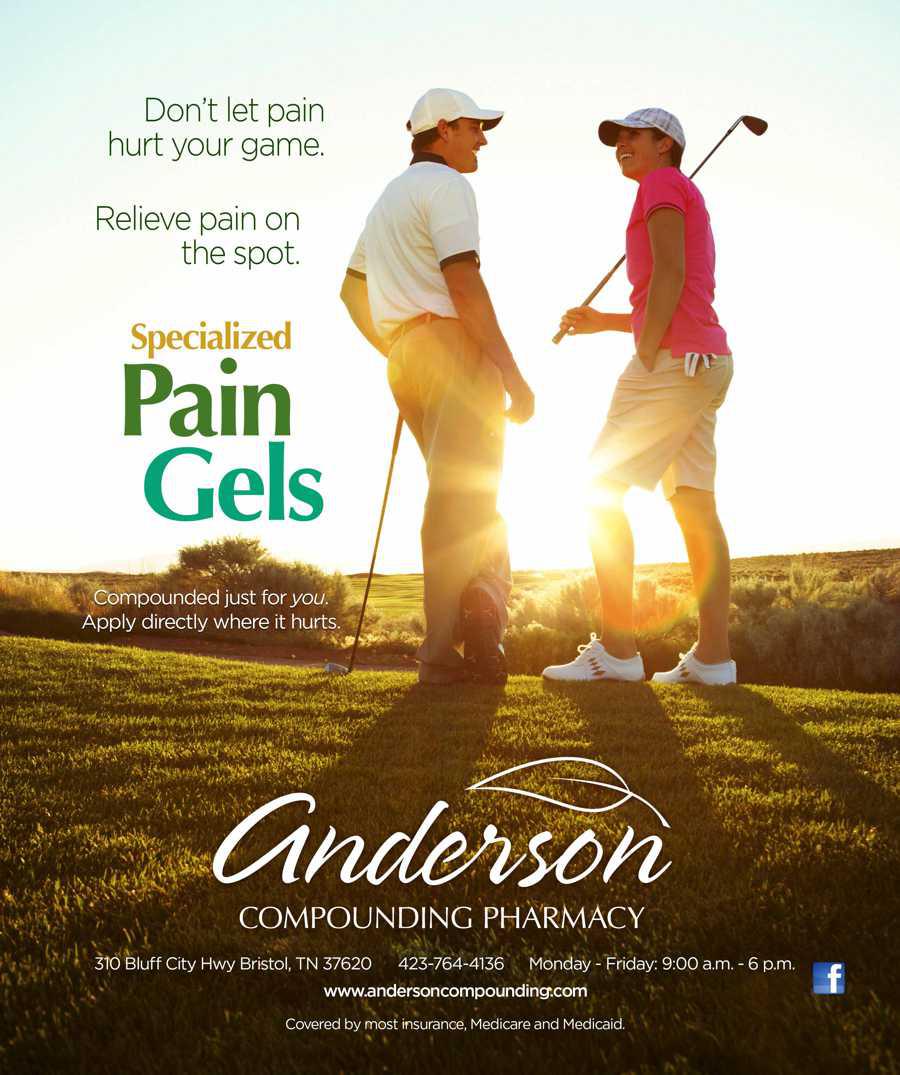 Don't let pain
hurt your game.
Relieve pain on
the spot.
Specialized
Pain
Gels
Compounded just for you.
Apply directly where it hurts.
Anderson
COMPOUNDING PHARMACY
310 Bluff City Hwy Bristol, TN 37620 423-764-4136 Monday - Friday: 9:00 a.m. - 6 p.m.
f
www.andersoncompounding.com
Covered by most insurance, Medicare and Medicaid.